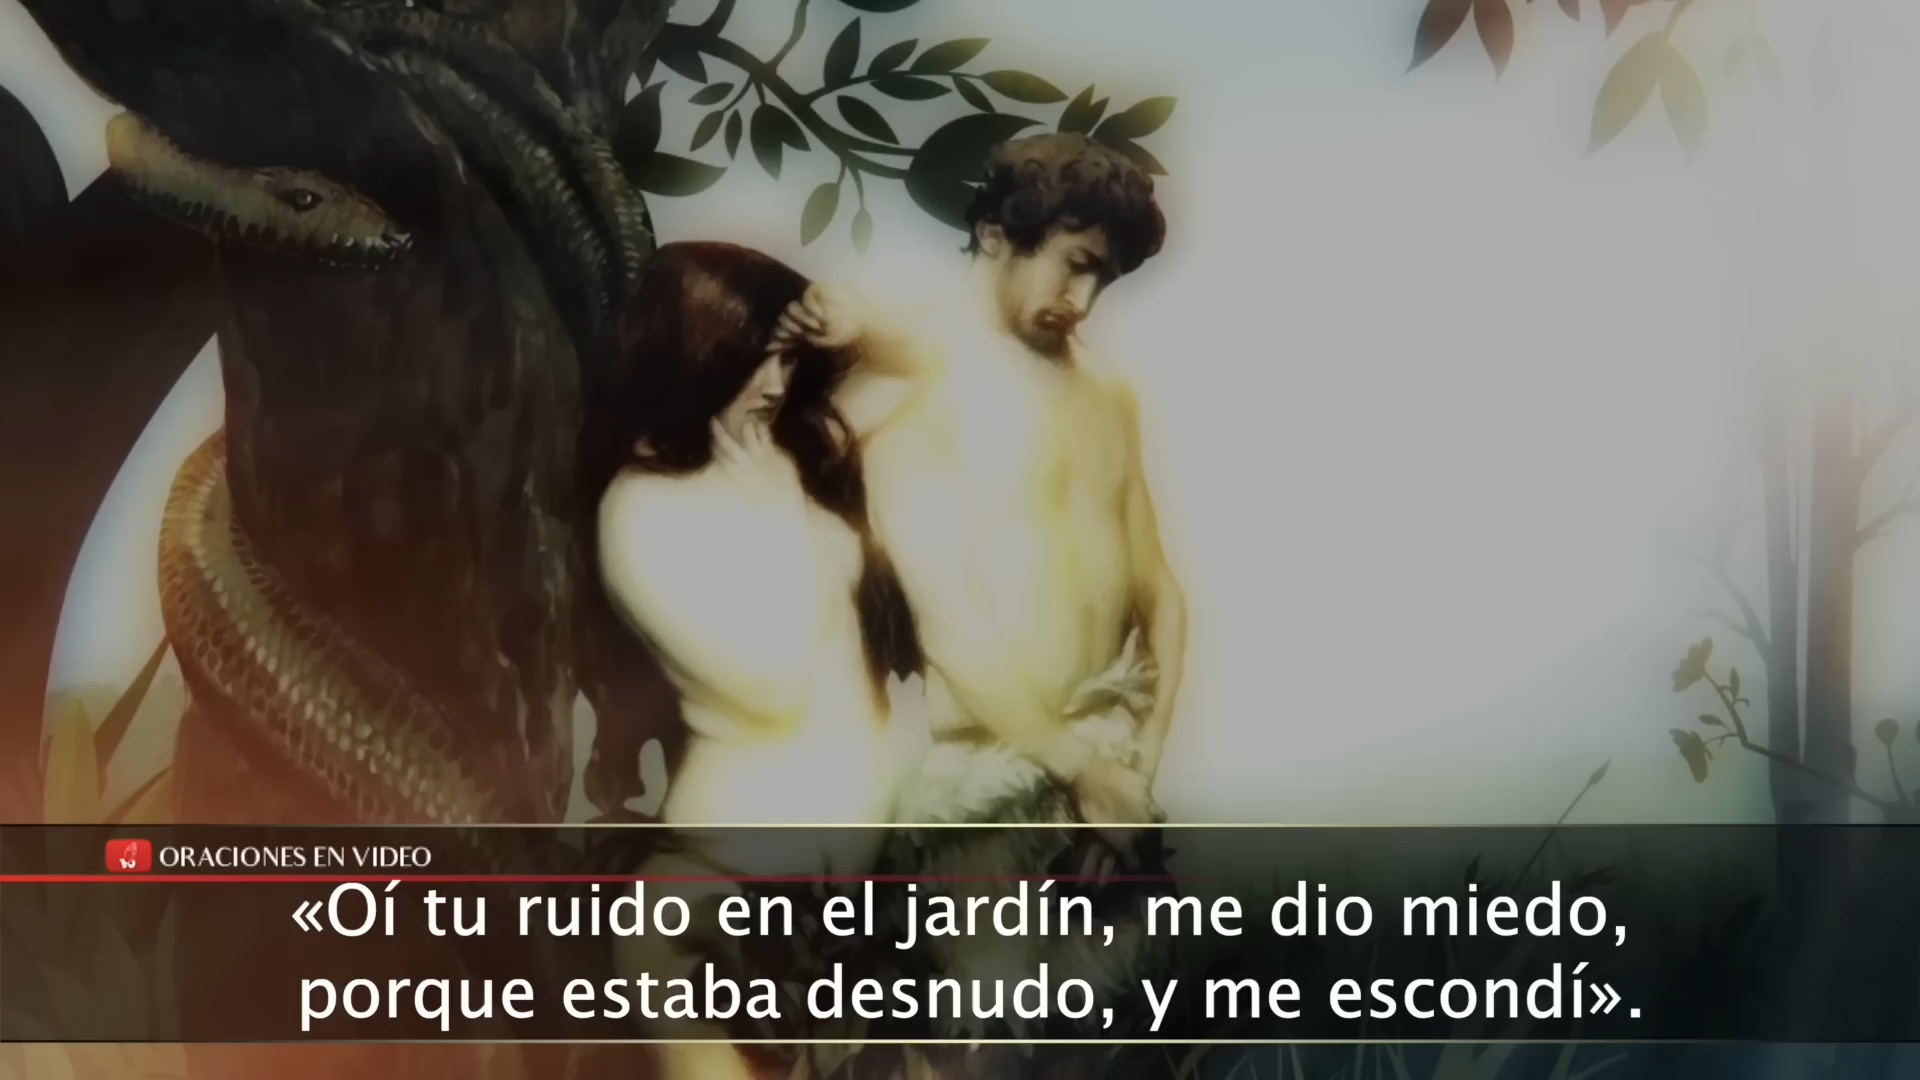 ORACIONES EN VIDEO
«Oí tu ruido en el jardín, me dio miedo,
porque estaba desnudo, y me escondí».